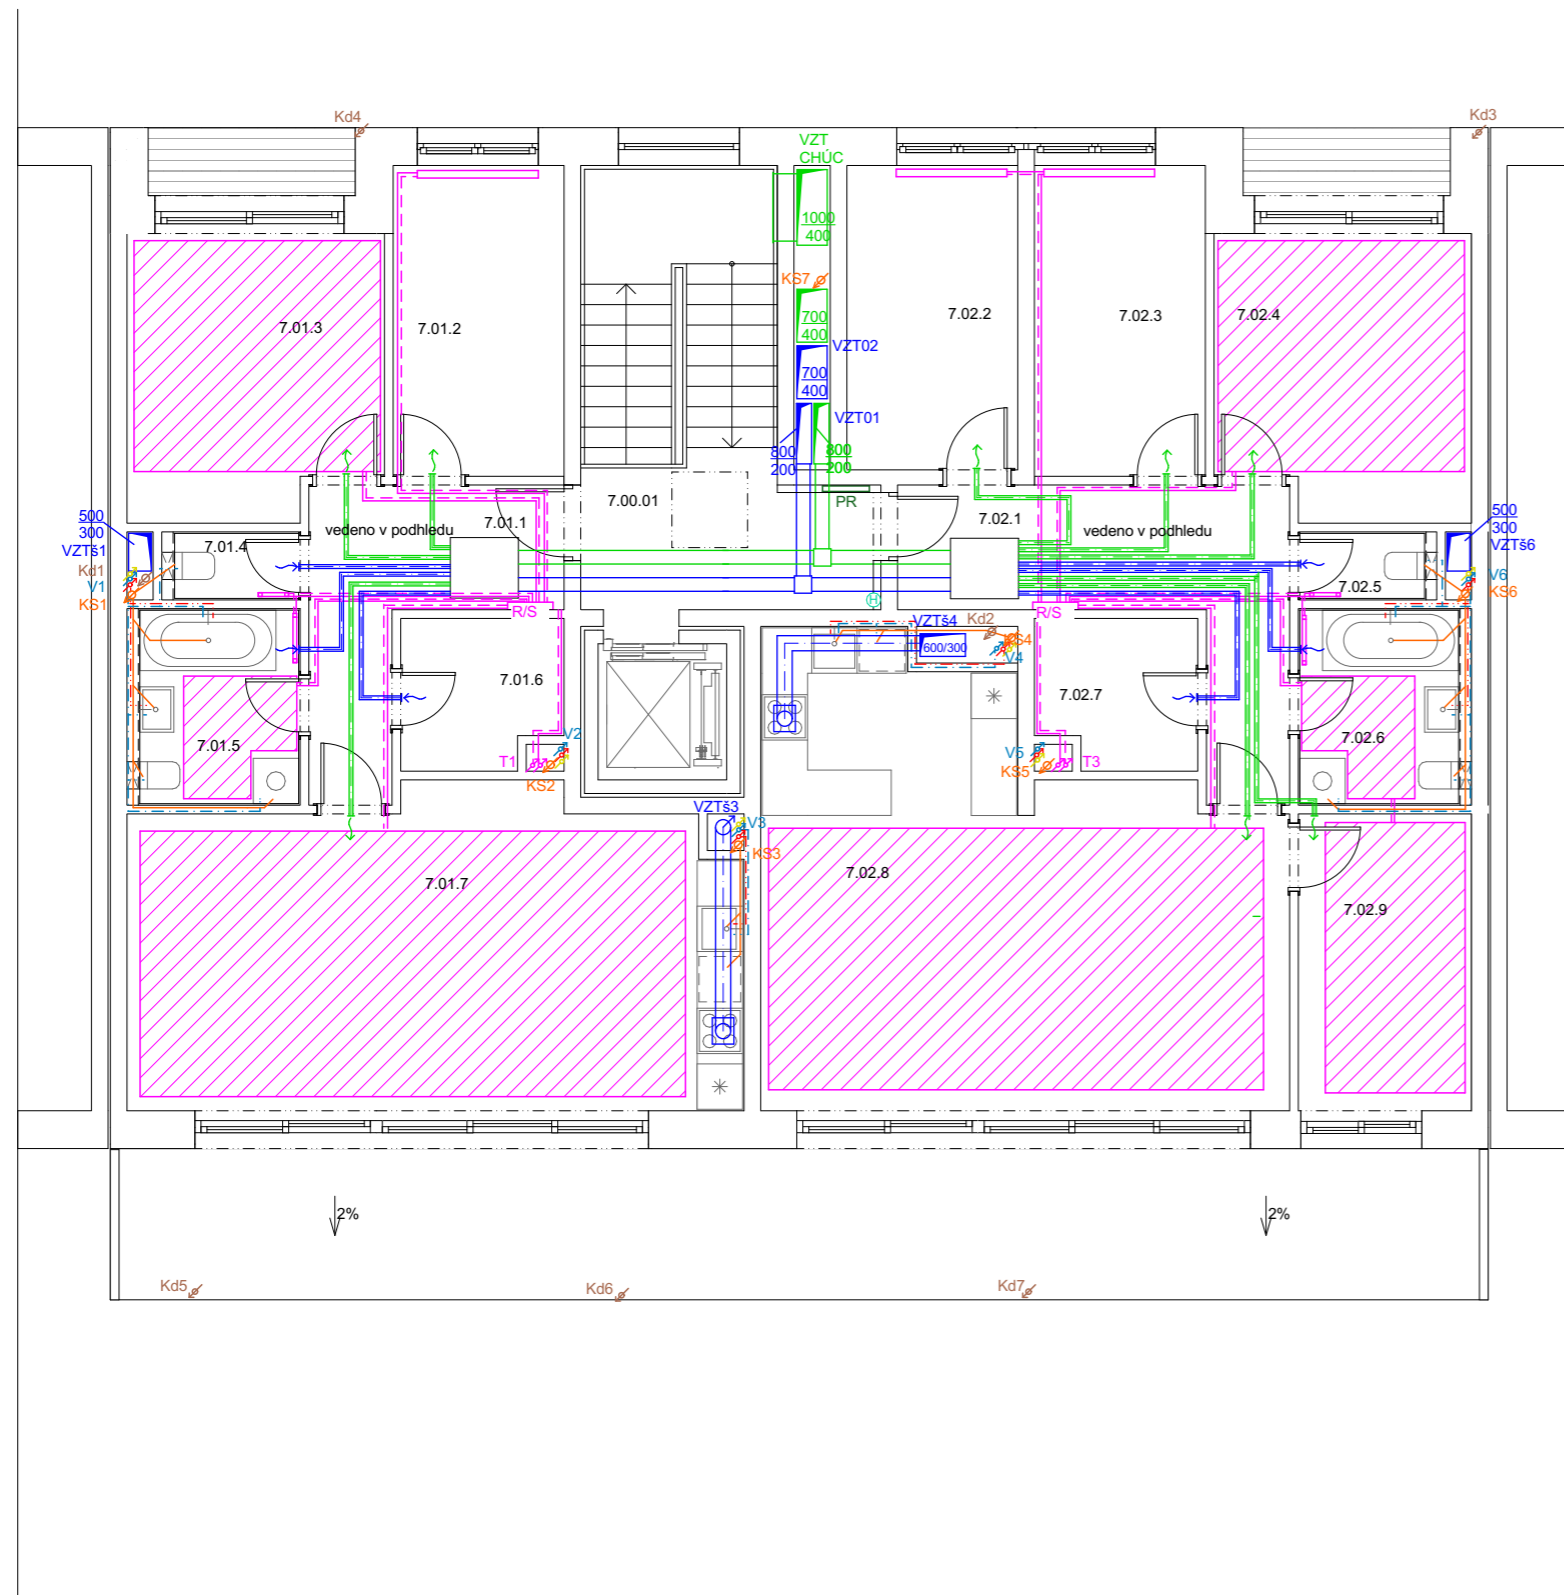 Kd4
Kd3
VZT
CHÚC
1000
400
KS7
7.01.3
7.01.2
700
400
7.02.2
7.02.3
7.02.4
VZT02
700
400
VZT01
800
200
800
200
7.00.01
PR
500
300
VZTš1
7.01.1
vedeno v podhledu
7.02.1
vedeno v podhledu
500
300
VZTš6
7.01.4
Kd1
V1
KS1
7.02.5
V6
KS6
H
R/S
R/S
VZTš4
Kd2
600/300
KS4
V4
7.01.6
7.02.7
7.01.5
7.02.6
V2
T1
KS2
V5
KS5
T3
VZTš3
V3
KS3
7.01.7
7.02.8
7.02.9
2%
2%
Kd5
Kd6
Kd7